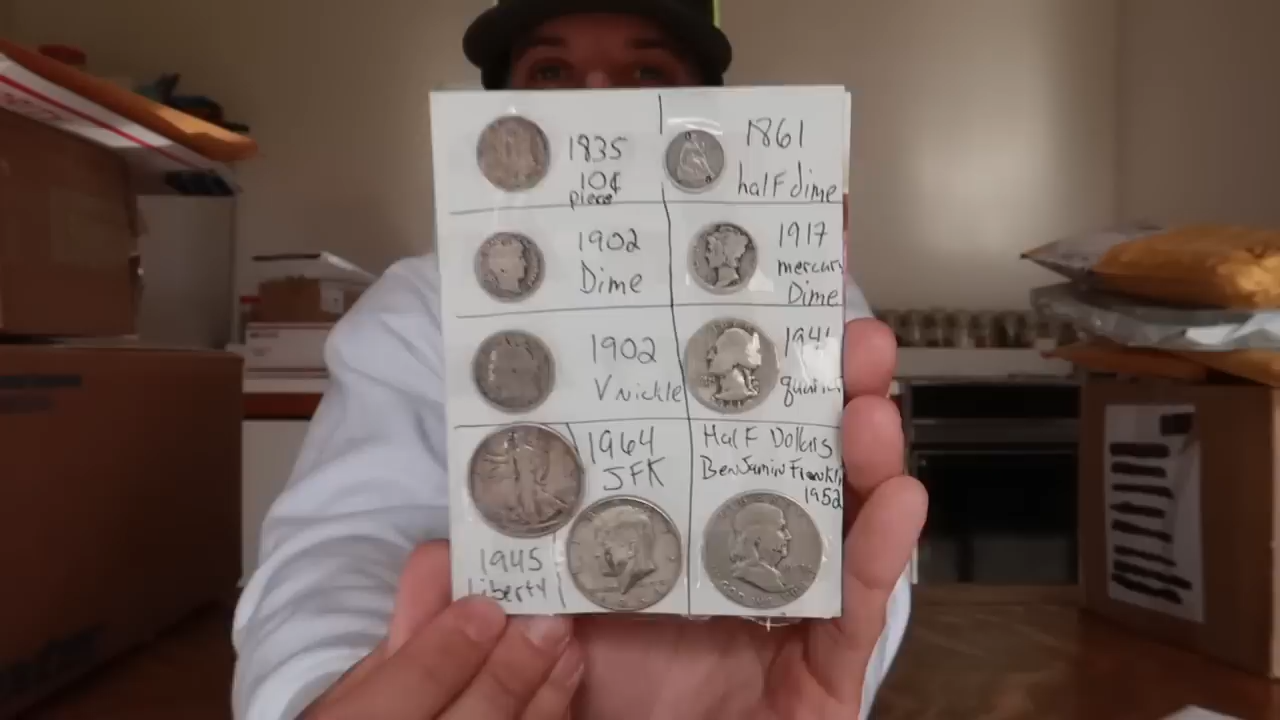 1835
10¢
piece
1861
half dime
1902
Dime
1917
mercury
Dime
1902
V nickle
1964
JFK
Half Dollars
Benjamin Franklin
1952
1945
Liberty